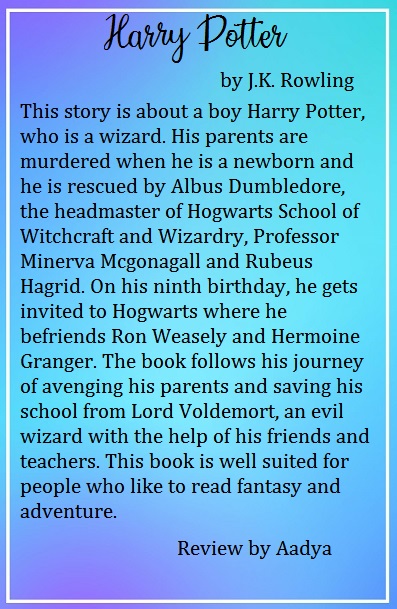 Harry Potter
by J.K. Rowling
This story is about a boy Harry Potter,
who is a wizard. His parents are
murdered when he is a newborn and
he is rescued by Albus Dumbledore,
the headmaster of Hogwarts School of
Witchcraft and Wizardry, Professor
Minerva Mcgonagall and Rubeus
Hagrid. On his ninth birthday, he gets
invited to Hogwarts where he
befriends Ron Weasely and Hermoine
Granger. The book follows his journey
of avenging his parents and saving his
school from Lord Voldemort, an evil
wizard with the help of his friends and
teachers. This book is well suited for
people who like to read fantasy and
adventure.
Review by Aadya